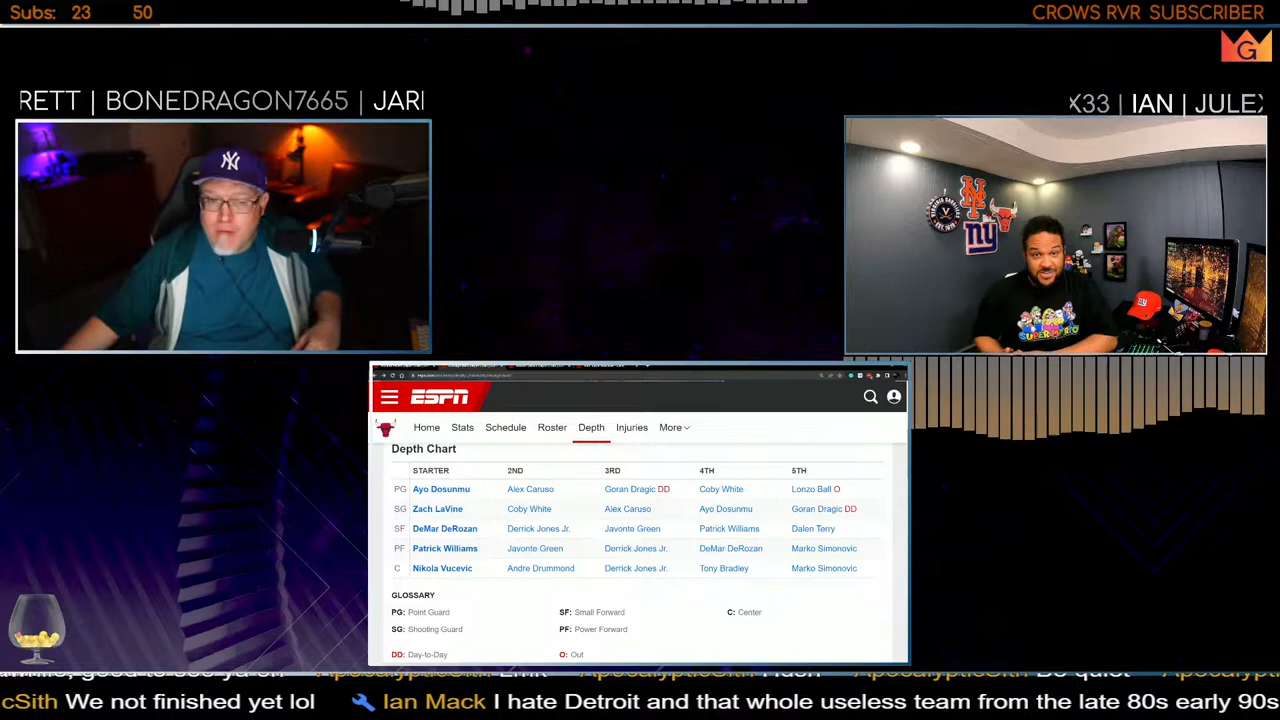 Subs: 23 50
CROWS RVR SUBSCRIBER
G
RETT | BONEDRAGON7665 | JARI
X33 | IAN | JULEX
NY
NY
ny
SUPER MARIO
ESPN
Home Stats Schedule Roster Depth Injuries More
Depth Chart
STARTER 2ND 3RD 4TH 5TH
PG Ayo Dosunmu Alex Caruso Goran Dragic DD Coby White Lonzo Ball O
SG Zach LaVine Coby White Alex Caruso Ayo Dosunmu Goran Dragic DD
SF DeMar DeRozan Derrick Jones Jr. Javonte Green Patrick Williams Dalen Terry
PF Patrick Williams Javonte Green Derrick Jones Jr. DeMar DeRozan Marko Simonovic
C Nikola Vucevic Andre Drummond Derrick Jones Jr. Tony Bradley Marko Simonovic
GLOSSARY
PG: Point Guard SF: Small Forward C: Center
SG: Shooting Guard PF: Power Forward
DD: Day-to-Day O: Out
cSith We not finished yet lol Ian Mack I hate Detroit and that whole useless team from the late 80s early 90s